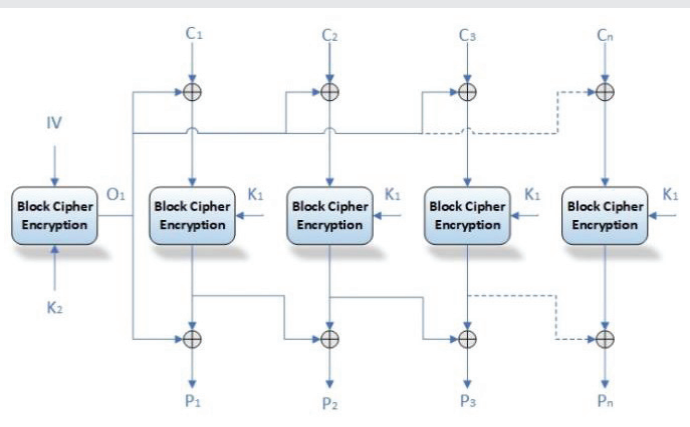 C₁ C₂ C₃ Cₙ
IV
O₁ K₁ K₁ K₁ K₁
Block Cipher Block Cipher Block Cipher Block Cipher Block Cipher
Encryption Encryption Encryption Encryption Encryption
K₂
P₁ P₂ P₃ Pₙ